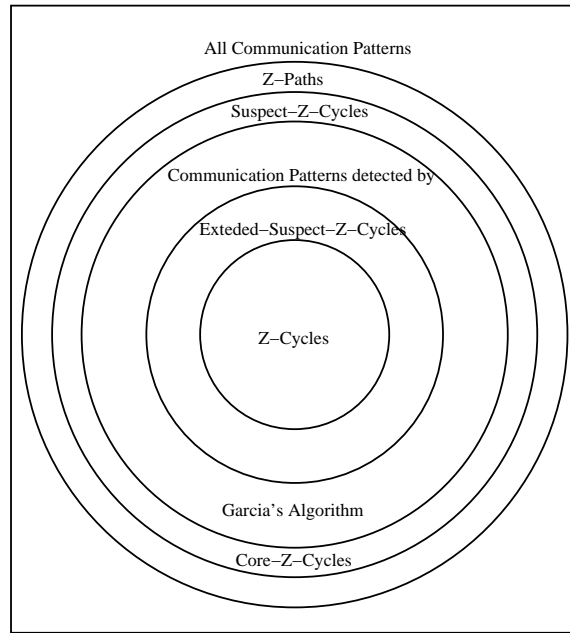 All Communication Patterns
Z−Paths
Suspect−Z−Cycles
Communication Patterns detected by
Exteded−Suspect−Z−Cycles
Z−Cycles
Garcia's Algorithm
Core−Z−Cycles